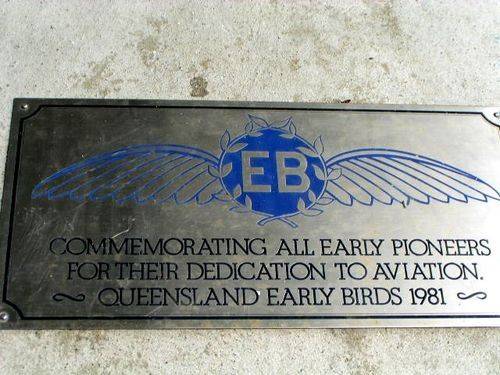 EB
COMMEMORATING ALL EARLY PIONEERS
FOR THEIR DEDICATION TO AVIATION.
~ QUEENSLAND EARLY BIRDS 1981 ~